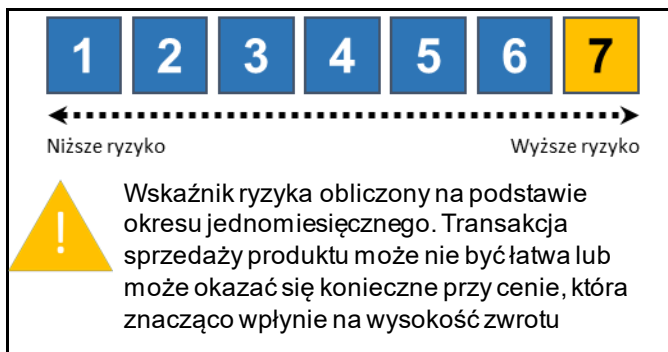 1 2 3 4 5 6 7
Niższe ryzyko Wyższe ryzyko
! Wskaźnik ryzyka obliczony na podstawie
okresu jednomiesięcznego. Transakcja
sprzedaży produktu może nie być łatwa lub
może okazać się konieczne przy cenie, która
znacząco wpłynie na wysokość zwrotu